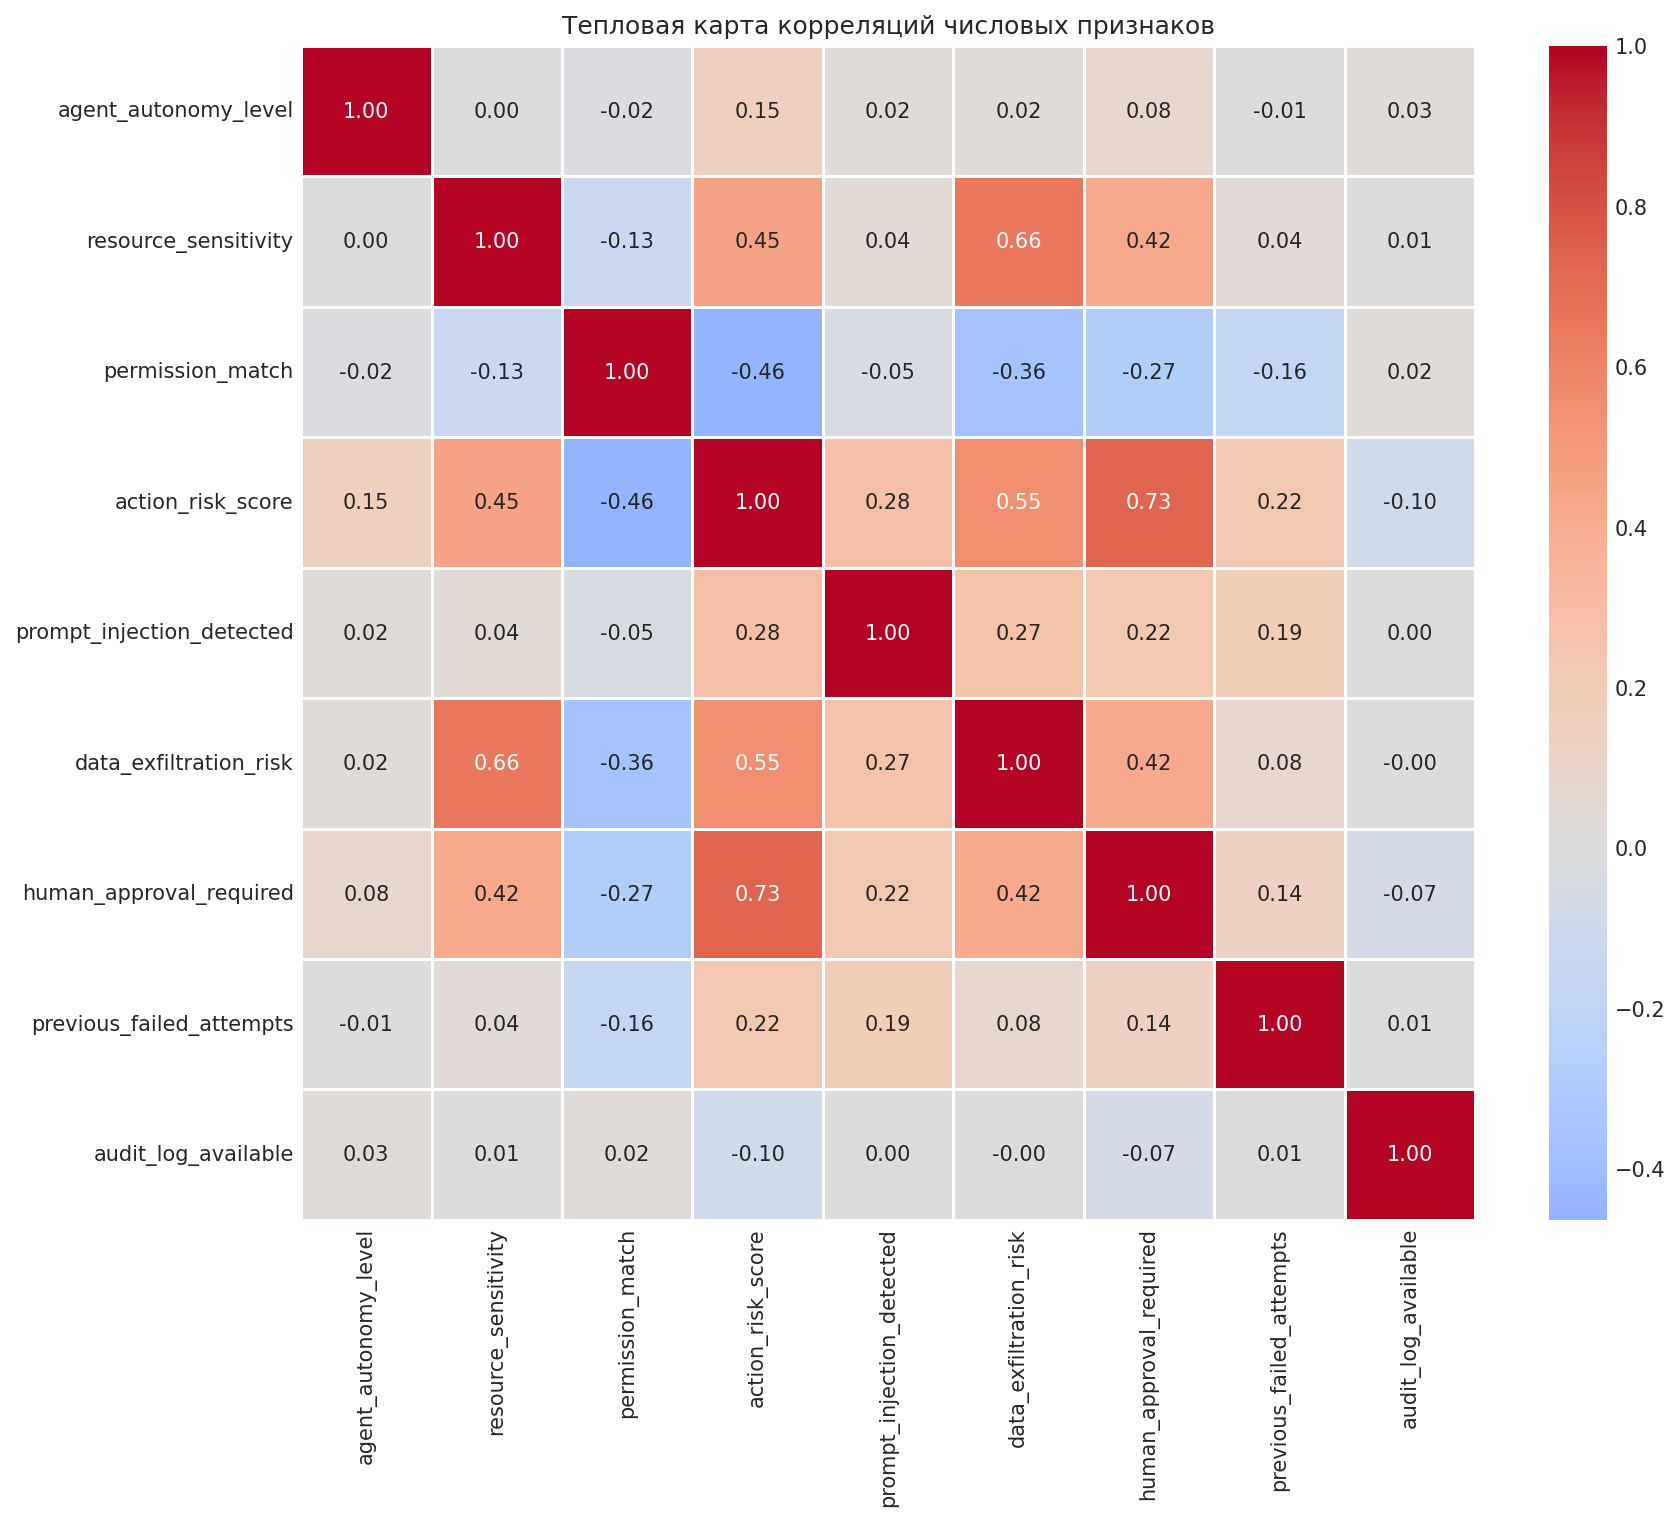 Тепловая карта корреляций числовых признаков
agent_autonomy_level 1.00 0.00 -0.02 0.15 0.02 0.02 0.08 -0.01 0.03
resource_sensitivity 0.00 1.00 -0.13 0.45 0.04 0.66 0.42 0.04 0.01
permission_match -0.02 -0.13 1.00 -0.46 -0.05 -0.36 -0.27 -0.16 0.02
action_risk_score 0.15 0.45 -0.46 1.00 0.28 0.55 0.73 0.22 -0.10
prompt_injection_detected 0.02 0.04 -0.05 0.28 1.00 0.27 0.22 0.19 0.00
data_exfiltration_risk 0.02 0.66 -0.36 0.55 0.27 1.00 0.42 0.08 -0.00
human_approval_required 0.08 0.42 -0.27 0.73 0.22 0.42 1.00 0.14 -0.07
previous_failed_attempts -0.01 0.04 -0.16 0.22 0.19 0.08 0.14 1.00 0.01
audit_log_available 0.03 0.01 0.02 -0.10 0.00 -0.00 -0.07 0.01 1.00
agent_autonomy_level
resource_sensitivity
permission_match
action_risk_score
prompt_injection_detected
data_exfiltration_risk
human_approval_required
previous_failed_attempts
audit_log_available
1.0
0.8
0.6
0.4
0.2
0.0
−0.2
−0.4